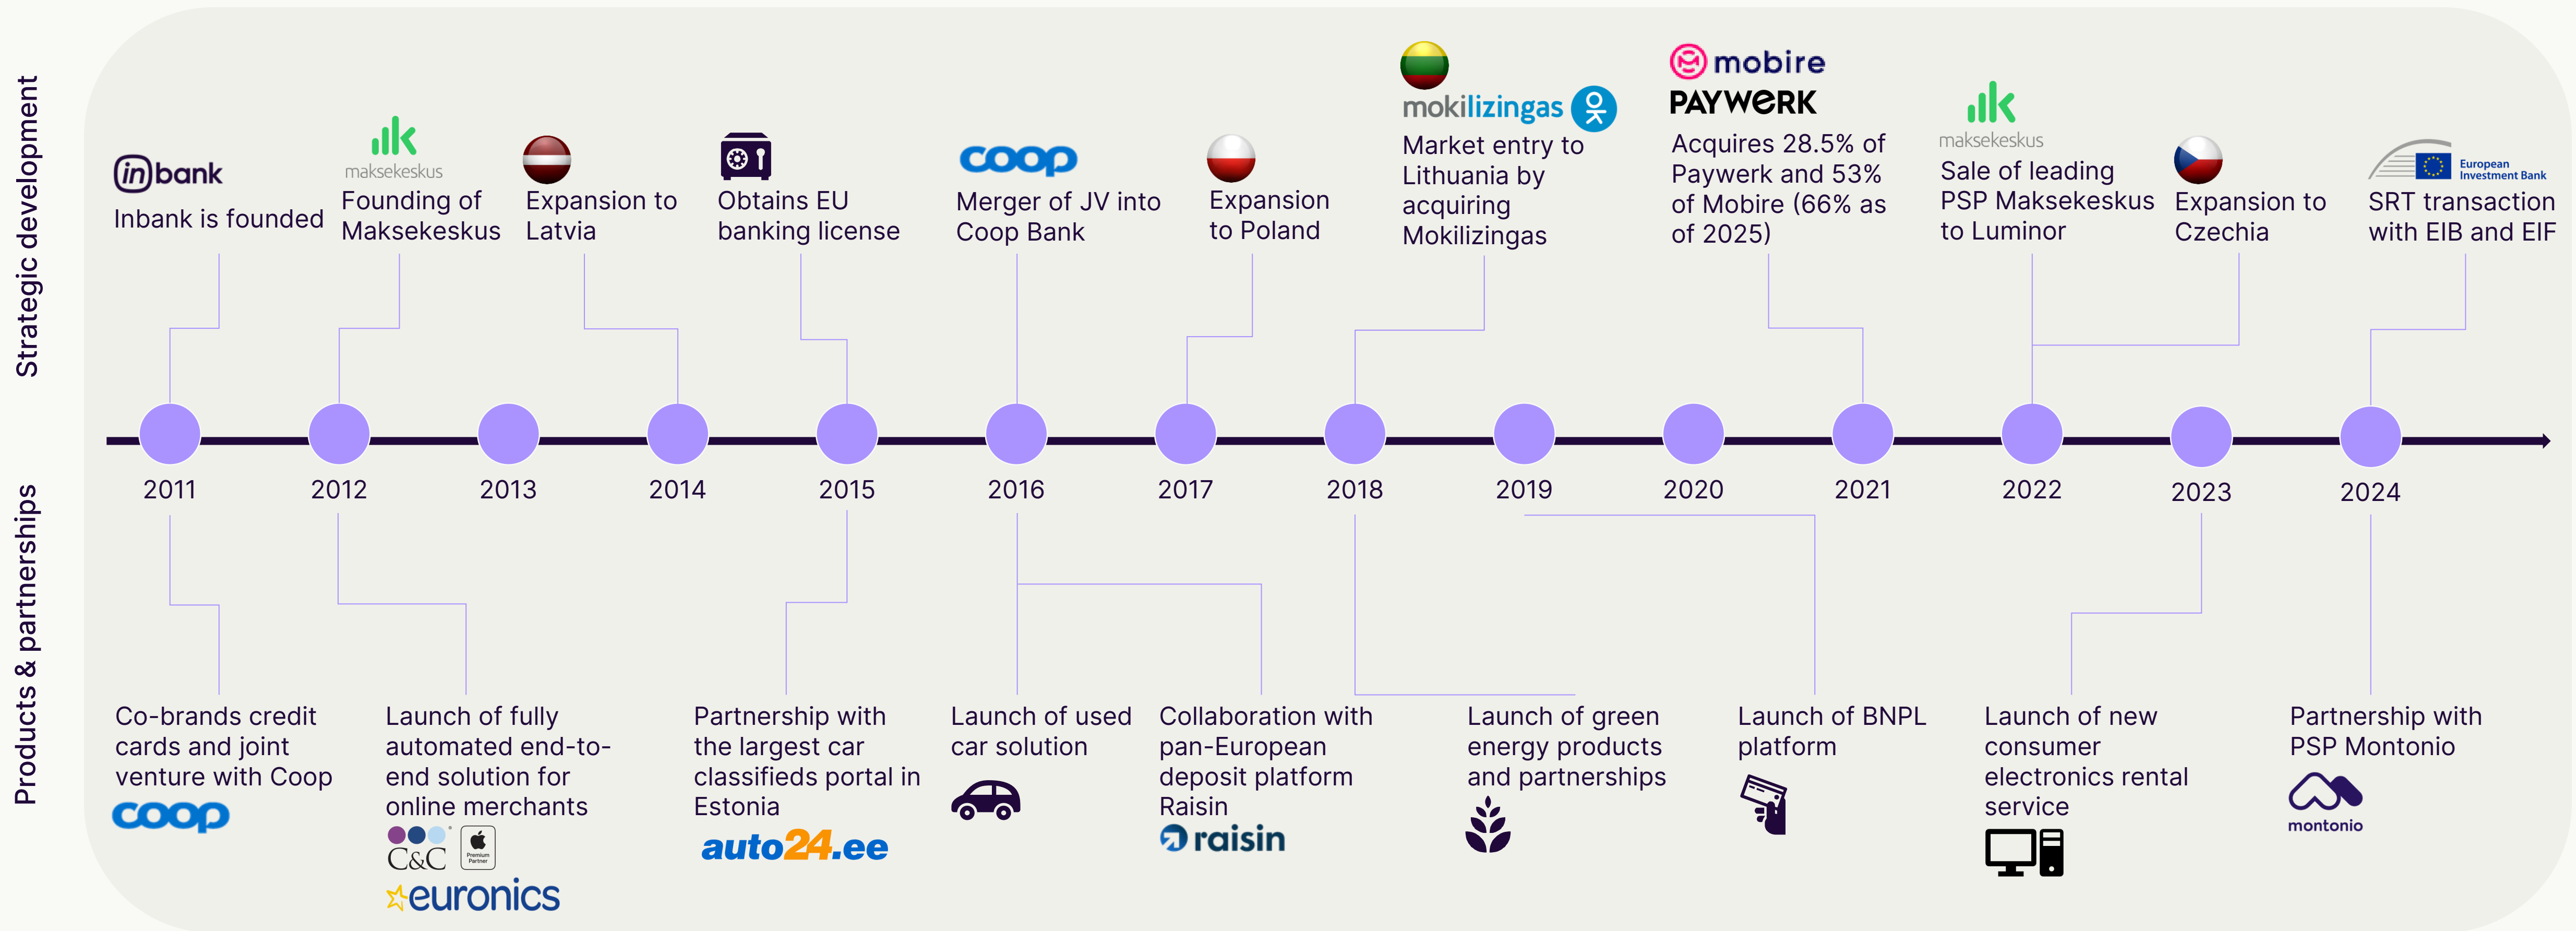 Strategic development
inbank
Inbank is founded
maksekeskus
Founding of
Maksekeskus
Expansion to
Latvia
Obtains EU
banking license
coop
Merger of JV into
Coop Bank
Expansion
to Poland
mokilizingas
Market entry to
Lithuania by
acquiring
Mokilizingas
mobire
PAYWERK
Acquires 28.5% of
Paywerk and 53%
of Mobire (66% as
of 2025)
maksekeskus
Sale of leading
PSP Maksekeskus
to Luminor
Expansion to
Czechia
European
Investment Bank
SRT transaction
with EIB and EIF
2011 2012 2013 2014 2015 2016 2017 2018 2019 2020 2021 2022 2023 2024
Products & partnerships
Co-brands credit
cards and joint
venture with Coop
coop
Launch of fully
automated end-to-
end solution for
online merchants
C&C
Premium
Partner
euronics
Partnership with
the largest car
classifieds portal in
Estonia
auto24.ee
Launch of used
car solution
Collaboration with
pan-European
deposit platform
Raisin
raisin
Launch of green
energy products
and partnerships
Launch of BNPL
platform
Launch of new
consumer
electronics rental
service
Partnership with
PSP Montonio
montonio